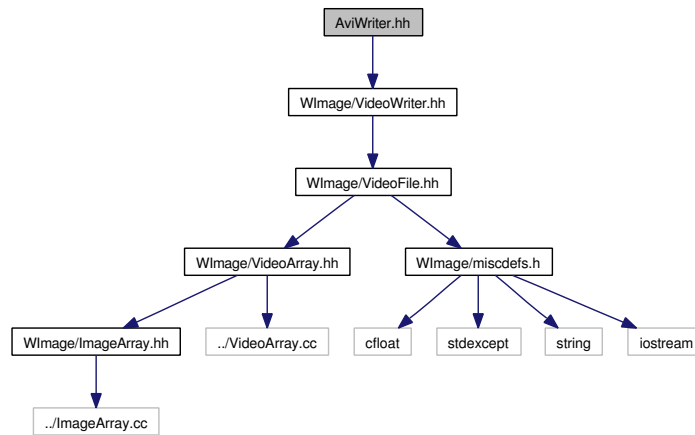 AviWriter.hh
WImage/VideoWriter.hh
WImage/VideoFile.hh
WImage/VideoArray.hh
WImage/miscdefs.h
WImage/ImageArray.hh
../VideoArray.cc
cfloat
stdexcept
string
iostream
../ImageArray.cc